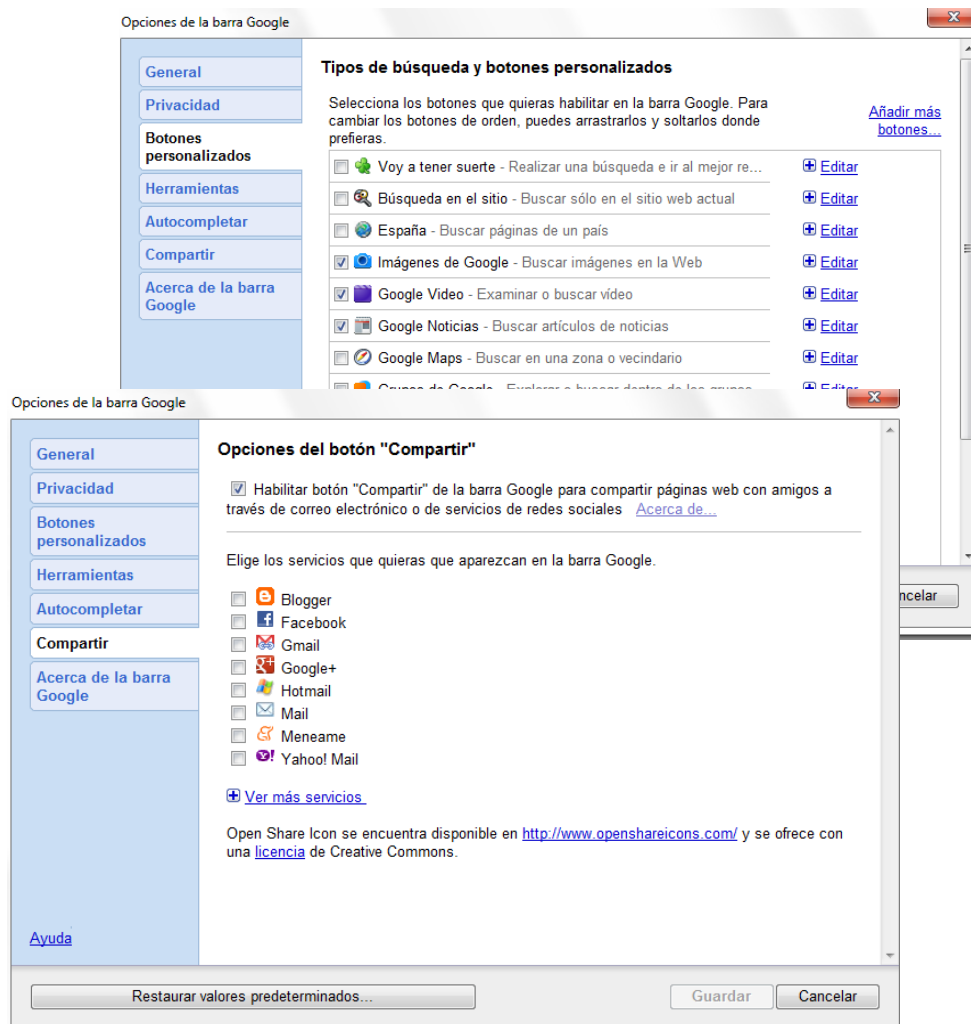 Opciones de la barra Google
General
Privacidad
Botones
personalizados
Herramientas
Autocompletar
Compartir
Acerca de la barra
Google
Tipos de búsqueda y botones personalizados
Selecciona los botones que quieras habilitar en la barra Google. Para
cambiar los botones de orden, puedes arrastrarlos y soltarlos donde
prefieras.
Añadir más
botones...
Voy a tener suerte - Realizar una búsqueda e ir al mejor re... Editar
Búsqueda en el sitio - Buscar sólo en el sitio web actual Editar
España - Buscar páginas de un país Editar
Imágenes de Google - Buscar imágenes en la Web Editar
Google Video - Examinar o buscar vídeo Editar
Google Noticias - Buscar artículos de noticias Editar
Google Maps - Buscar en una zona o vecindario Editar
Grupos de Google - Explorar o buscar dentro de los grupos Editar
ncelar
Opciones de la barra Google
General
Privacidad
Botones
personalizados
Herramientas
Autocompletar
Compartir
Acerca de la barra
Google
Ayuda
Opciones del botón "Compartir"
Habilitar botón "Compartir" de la barra Google para compartir páginas web con amigos a
través de correo electrónico o de servicios de redes sociales Acerca de...
Elige los servicios que quieras que aparezcan en la barra Google.
Blogger
Facebook
Gmail
Google+
Hotmail
Mail
Meneame
Yahoo! Mail
Ver más servicios
Open Share Icon se encuentra disponible en http://www.openshareicons.com/ y se ofrece con
una licencia de Creative Commons.
Restaurar valores predeterminados...
Guardar
Cancelar